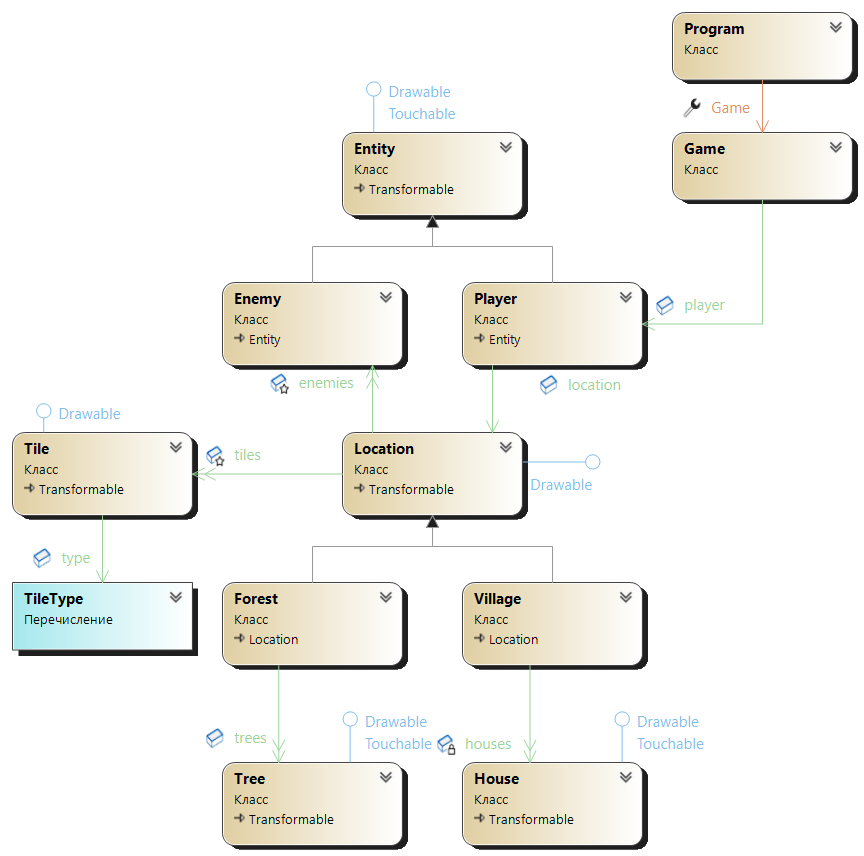 Program
Класс
Game
Drawable
Touchable
Entity
Класс
Transformable
Game
Класс
Enemy
Класс
Entity
Player
Класс
Entity
player
enemies
location
Drawable
Tile
Класс
Transformable
tiles
Location
Класс
Transformable
Drawable
type
TileType
Перечисление
Forest
Класс
Location
Village
Класс
Location
trees
Drawable
Touchable
houses
Drawable
Touchable
Tree
Класс
Transformable
House
Класс
Transformable